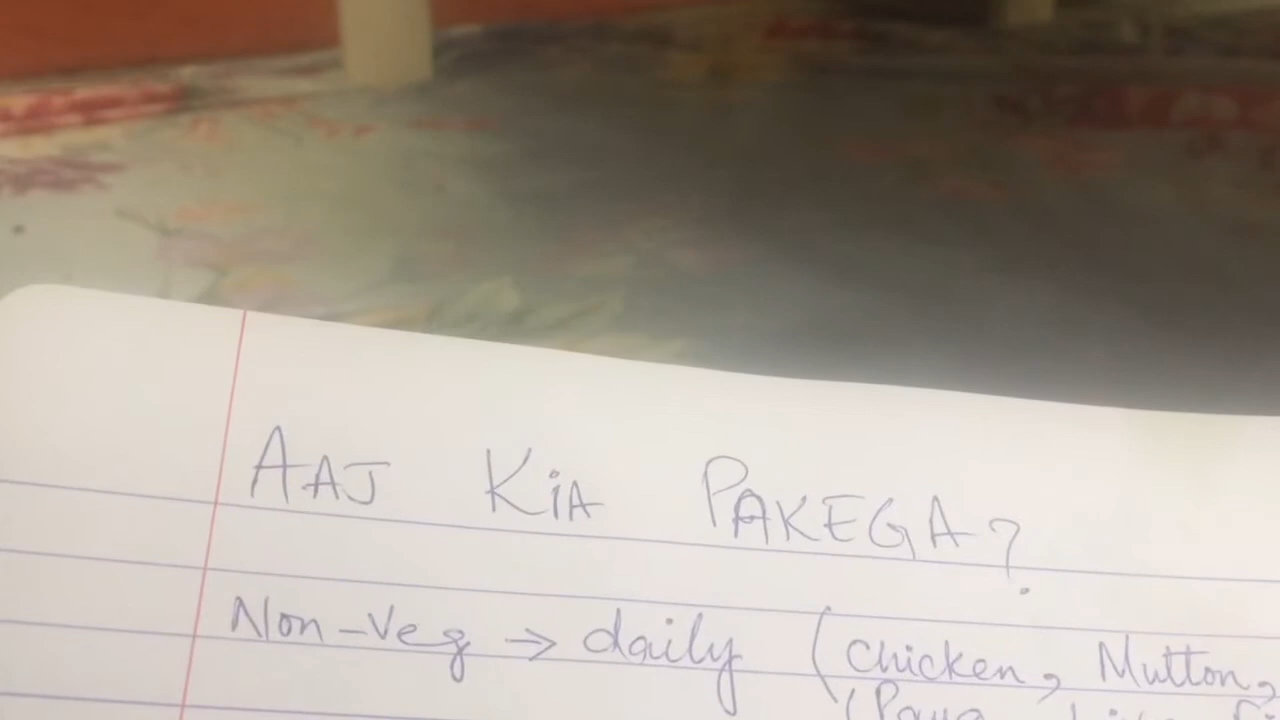 AAJ KiA PAKEGA?
Non-Veg → daily (Chicken, Mutton,